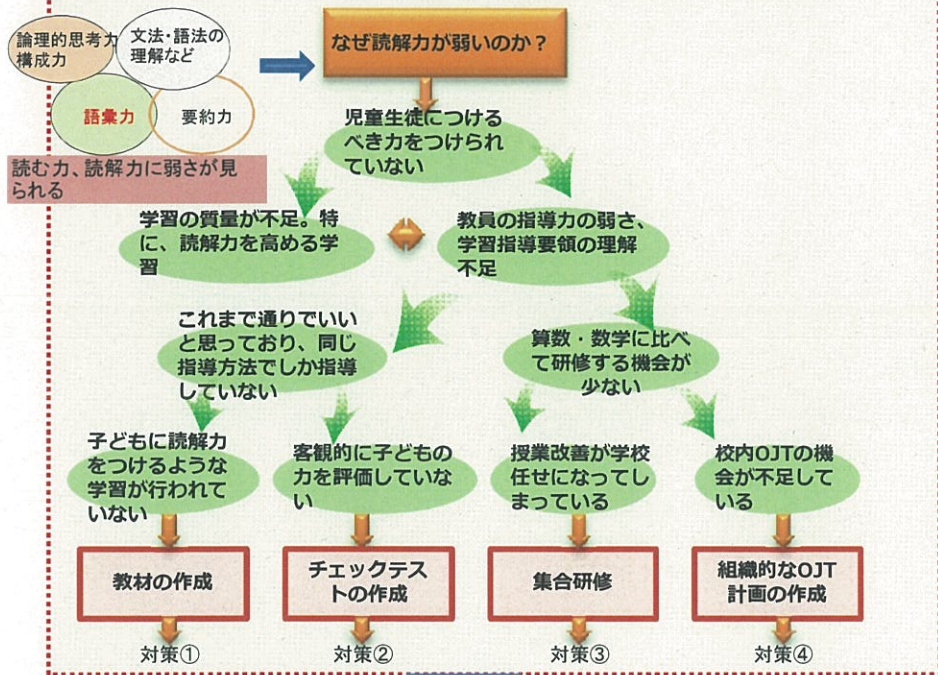 論理的思考力
構成力
文法・語法の
理解など
語彙力
要約力
読む力、読解力に弱さが見
られる
なぜ読解力が弱いのか？
児童生徒につける
べき力をつけられ
ていない
学習の質量が不足。特
に、読解力を高める学
習
教員の指導力の弱さ、
学習指導要領の理解
不足
これまで通りでいい
と思っており、同じ
指導方法でしか指導
していない
算数・数学に比べ
て研修する機会が
少ない
子どもに読解力
をつけるような
学習が行われて
いない
客観的に子どもの
力を評価していな
い
授業改善が学校
任せになってし
まっている
校内OJTの機
会が不足して
いる
教材の作成
チェックテス
トの作成
集合研修
組織的なOJT
計画の作成
対策①
対策②
対策③
対策④